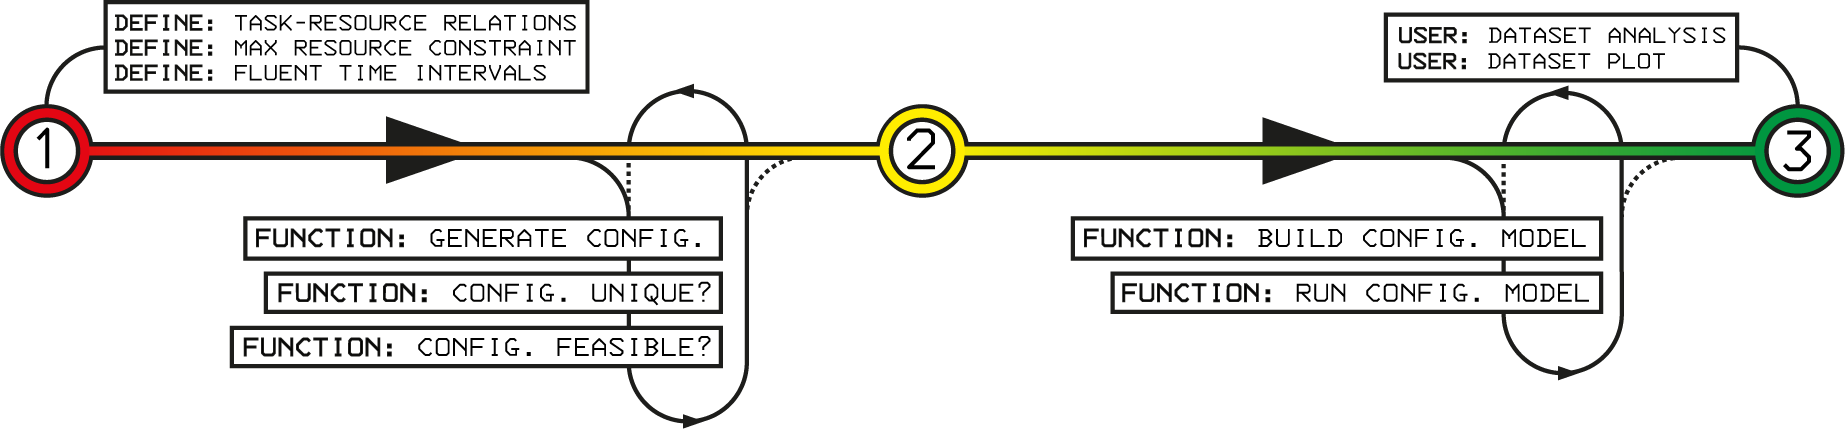 DEFINE: TASK-RESOURCE RELATIONS
DEFINE: MAX RESOURCE CONSTRAINT
DEFINE: FLUENT TIME INTERVALS
USER: DATASET ANALYSIS
USER: DATASET PLOT
1
2
3
FUNCTION: GENERATE CONFIG.
FUNCTION: CONFIG. UNIQUE?
FUNCTION: CONFIG. FEASIBLE?
FUNCTION: BUILD CONFIG. MODEL
FUNCTION: RUN CONFIG. MODEL